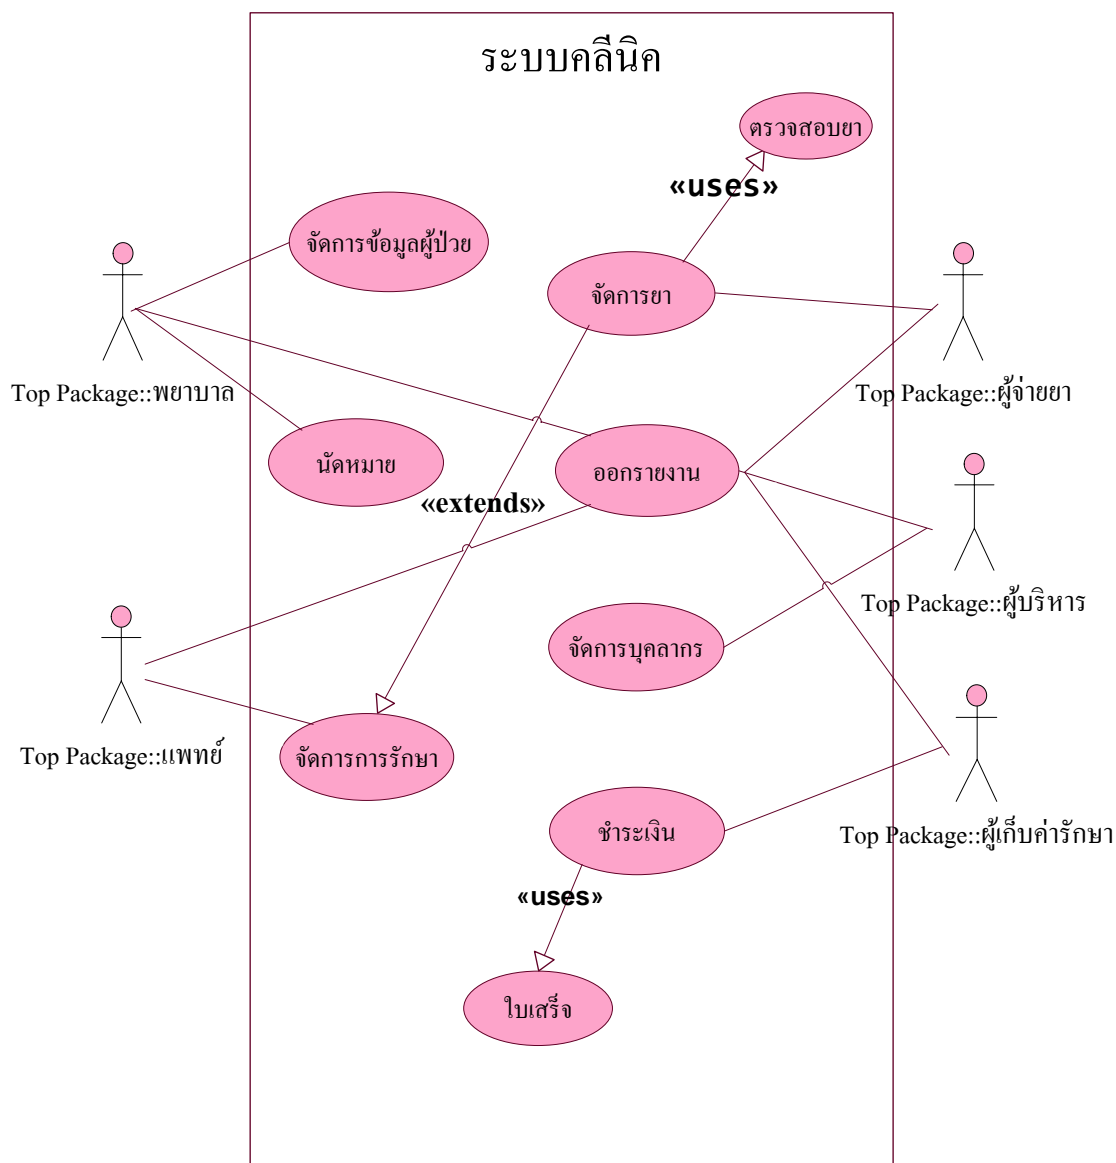 ระบบคลีนิค
ตรวจสอบยา
«uses»
จัดการข้อมูลผู้ป่วย
จัดการยา
Top Package::พยาบาล
Top Package::ผู้จ่ายยา
นัดหมาย
ออกรายงาน
«extends»
Top Package::ผู้บริหาร
จัดการบุคลากร
Top Package::แพทย์
จัดการการรักษา
ชำระเงิน
Top Package::ผู้เก็บค่ารักษา
«uses»
ใบเสร็จ